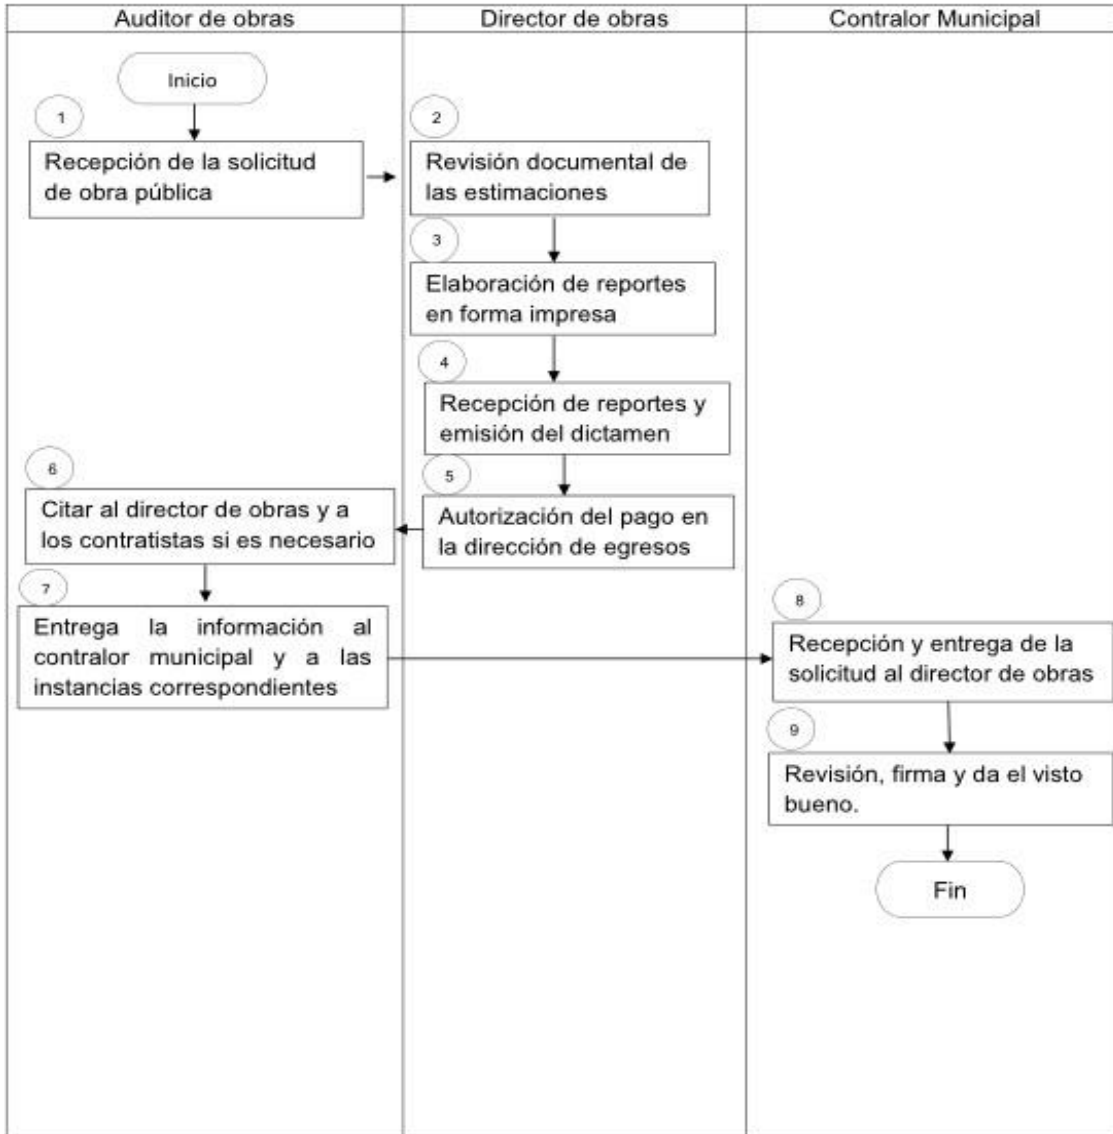 Auditor de obras
Director de obras
Contralor Municipal
Inicio
1
Recepción de la solicitud
de obra pública
2
Revisión documental de
las estimaciones
3
Elaboración de reportes
en forma impresa
4
Recepción de reportes y
emisión del dictamen
5
Autorización del pago en
la dirección de egresos
6
Citar al director de obras y a
los contratistas si es necesario
7
Entrega la información al
contralor municipal y a las
instancias correspondientes
8
Recepción y entrega de la
solicitud al director de obras
9
Revisión, firma y da el visto
bueno.
Fin